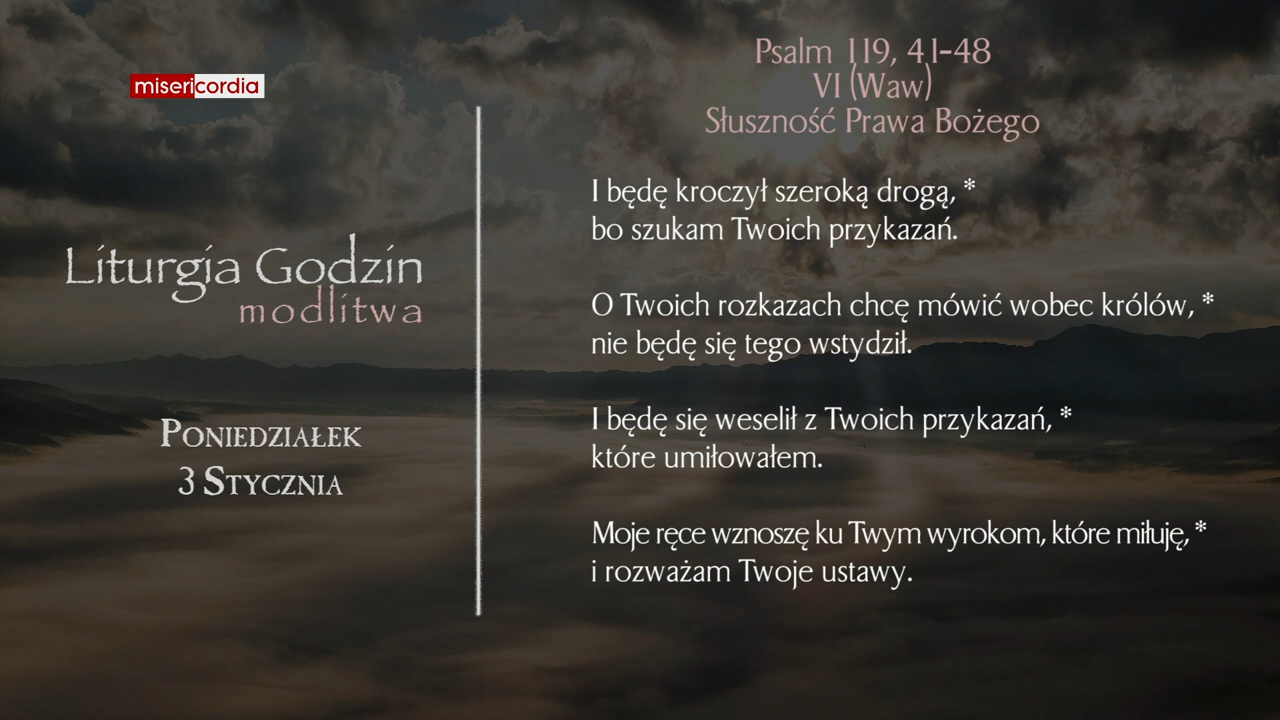 misericordia
Liturgia Godzin
modlitwa
Poniedziałek
3 Stycznia
Psalm 119, 41-48
VI (Waw)
Słuszność Prawa Bożego
I będę kroczył szeroką drogą, *
bo szukam Twoich przykazań.
O Twoich rozkazach chcę mówić wobec królów, *
nie będę się tego wstydził.
I będę się weselił z Twoich przykazań, *
które umiłowałem.
Moje ręce wznoszę ku Twym wyrokom, które miłuję, *
i rozważam Twoje ustawy.